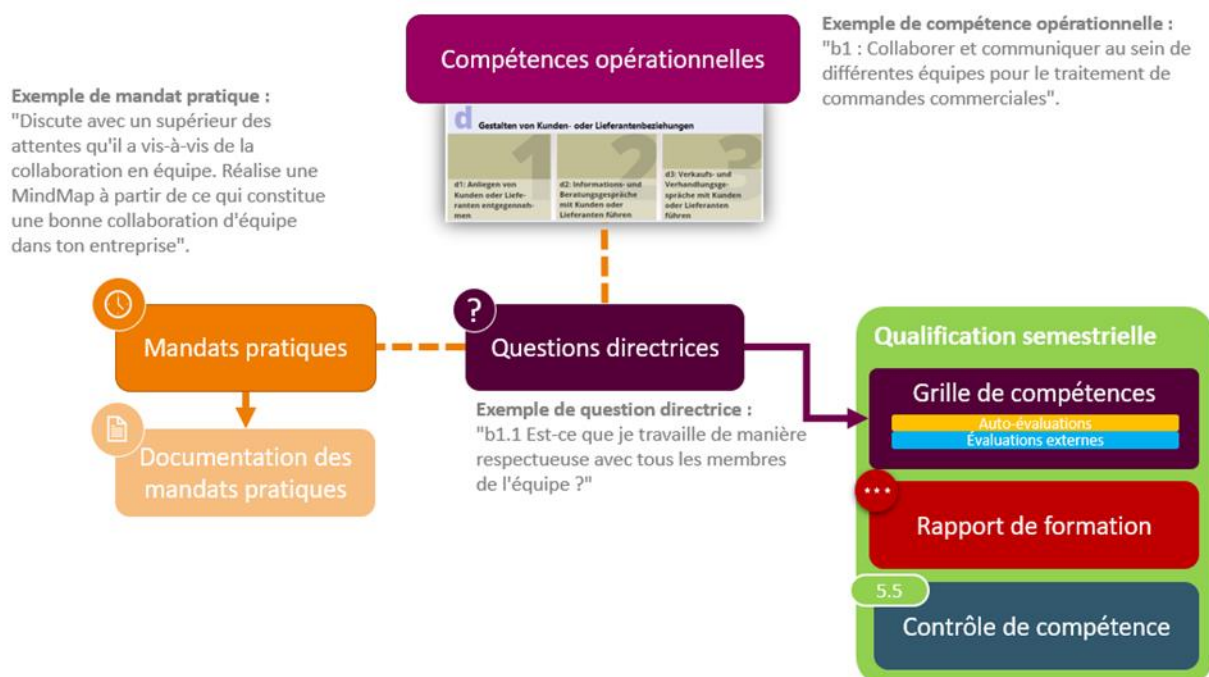 Compétences opérationnelles
Exemple de compétence opérationnelle :
"b1 : Collaborer et communiquer au sein de
différentes équipes pour le traitement de
commandes commerciales".
Exemple de mandat pratique :
"Discute avec un supérieur des
attentes qu'il a vis-à-vis de la
collaboration en équipe. Réalise une
MindMap à partir de ce qui constitue
une bonne collaboration d'équipe
dans ton entreprise".
d Gestalten von Kunden- oder Lieferantenbeziehungen
1
d1: Anliegen von
Kunden oder Liefe-
ranten entgegenneh-
men
2
d2: Informations- und
Beratungsgespräche
mit Kunden oder
Lieferanten führen
3
d3: Verkaufs- und
Verhandlungsge-
spräche mit Kunden
oder Lieferanten
führen
Mandats pratiques
?
Questions directrices
Documentation des
mandats pratiques
Exemple de question directrice :
"b1.1 Est-ce que je travaille de manière
respectueuse avec tous les membres
de l'équipe ?"
Qualification semestrielle
Grille de compétences
Auto-évaluations
Évaluations externes
Rapport de formation
5.5
Contrôle de compétence